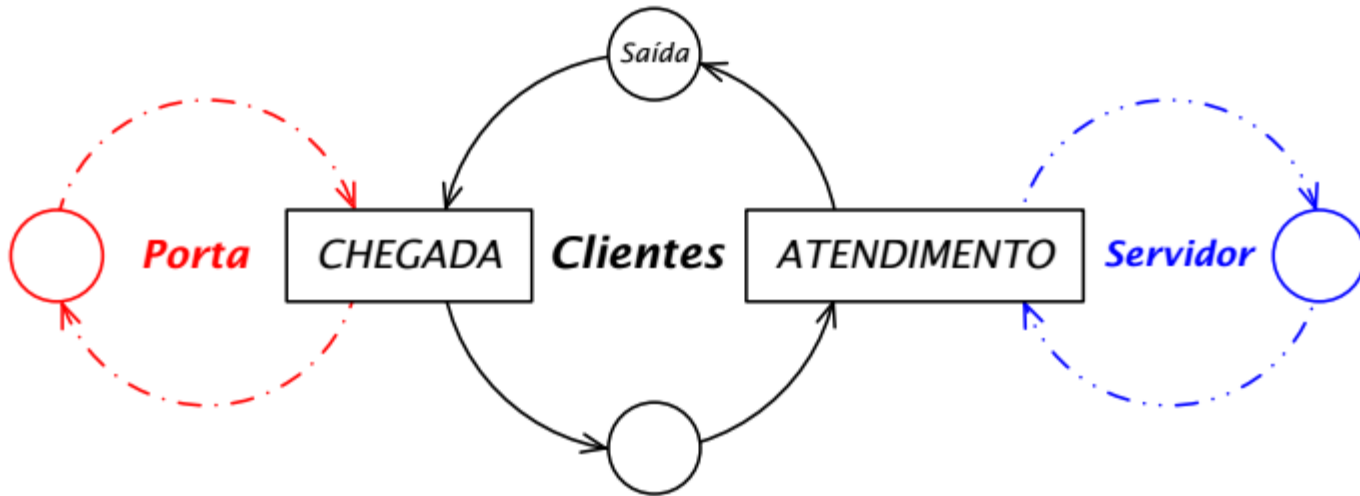 Saída
Porta
CHEGADA
Clientes
ATENDIMENTO
Servidor